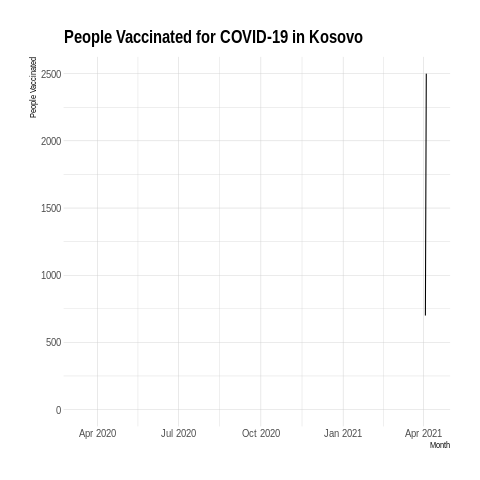 People Vaccinated for COVID-19 in Kosovo
People Vaccinated
2500
2000
1500
1000
500
0
Apr 2020 Jul 2020 Oct 2020 Jan 2021 Apr 2021
Month